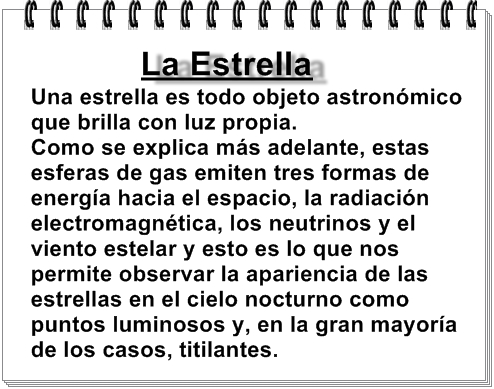 La Estrella
Una estrella es todo objeto astronómico
que brilla con luz propia.
Como se explica más adelante, estas
esferas de gas emiten tres formas de
energía hacia el espacio, la radiación
electromagnética, los neutrinos y el
viento estelar y esto es lo que nos
permite observar la apariencia de las
estrellas en el cielo nocturno como
puntos luminosos y, en la gran mayoría
de los casos, titilantes.